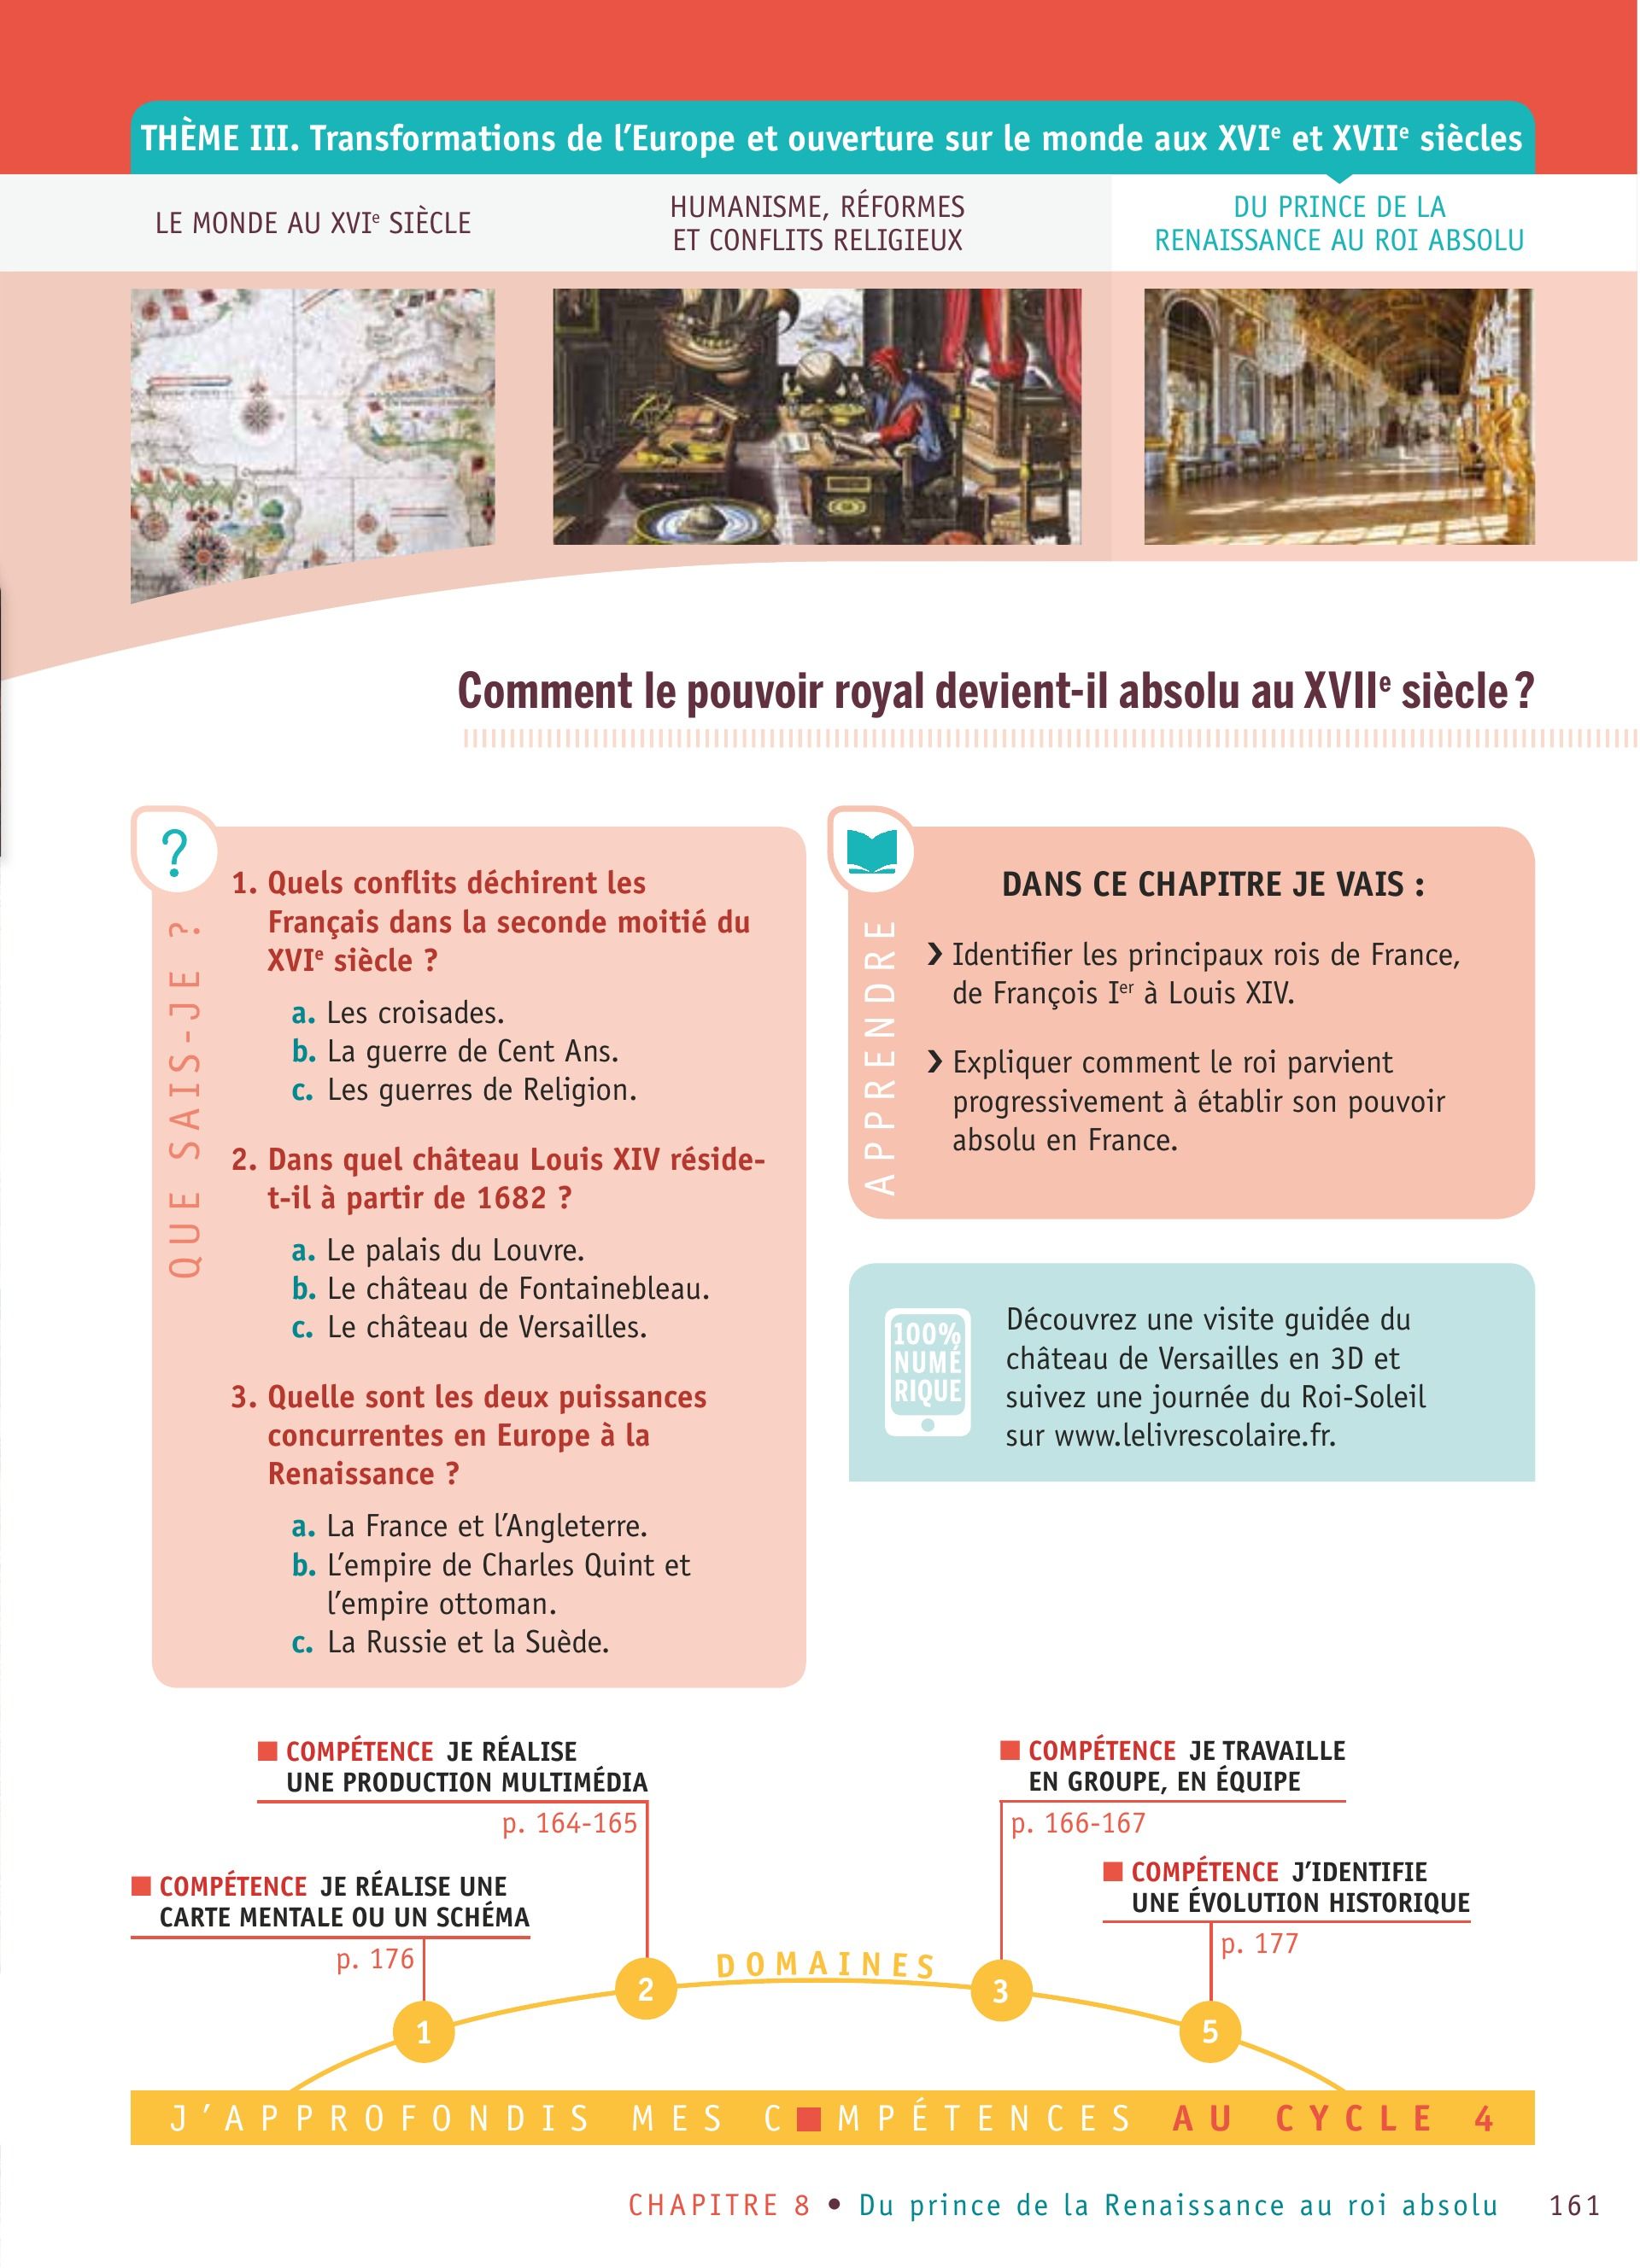 THÈME III. Transformations de l’Europe et ouverture sur le monde aux XVIe et XVIIe siècles
LE MONDE AU XVIe SIÈCLE
HUMANISME, RÉFORMES
ET CONFLITS RELIGIEUX
DU PRINCE DE LA
RENAISSANCE AU ROI ABSOLU
Comment le pouvoir royal devient-il absolu au XVIIe siècle ?
?
QUE SAIS-JE ?
1. Quels conflits déchirent les
Français dans la seconde moitié du
XVIe siècle ?
a. Les croisades.
b. La guerre de Cent Ans.
c. Les guerres de Religion.
2. Dans quel château Louis XIV réside-
t-il à partir de 1682 ?
a. Le palais du Louvre.
b. Le château de Fontainebleau.
c. Le château de Versailles.
3. Quelle sont les deux puissances
concurrentes en Europe à la
Renaissance ?
a. La France et l’Angleterre.
b. L’empire de Charles Quint et
l’empire ottoman.
c. La Russie et la Suède.
APPRENDRE
DANS CE CHAPITRE JE VAIS :
❯ Identifier les principaux rois de France,
de François Ier à Louis XIV.
❯ Expliquer comment le roi parvient
progressivement à établir son pouvoir
absolu en France.
100%
NUMÉ
RIQUE
Découvrez une visite guidée du
château de Versailles en 3D et
suivez une journée du Roi-Soleil
sur www.lelivrescolaire.fr.
■ COMPÉTENCE JE RÉALISE
UNE PRODUCTION MULTIMÉDIA
p. 164-165
■ COMPÉTENCE JE TRAVAILLE
EN GROUPE, EN ÉQUIPE
p. 166-167
■ COMPÉTENCE JE RÉALISE UNE
CARTE MENTALE OU UN SCHÉMA
p. 176
■ COMPÉTENCE J’IDENTIFIE
UNE ÉVOLUTION HISTORIQUE
p. 177
DOMAINES
1
2
3
5
J’APPROFONDIS MES C■MPÉTENCES AU CYCLE 4
CHAPITRE 8 • Du prince de la Renaissance au roi absolu 161